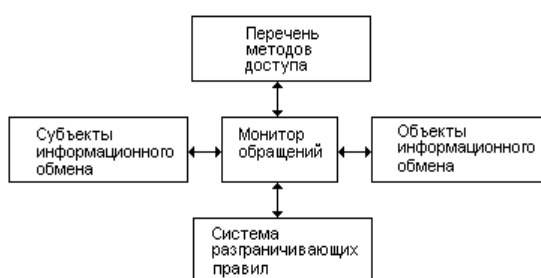 Перечень
методов
доступа
Субъекты
информационного
обмена
Монитор
обращений
Объекты
информационного
обмена
Система
разграничивающих
правил